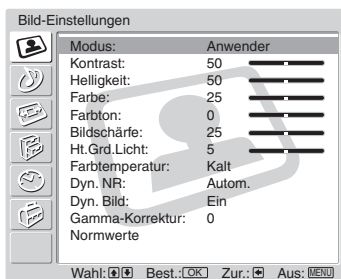 Bild-Einstellungen
Modus: Anwender
Kontrast: 50
Helligkeit: 50
Farbe: 25
Farbton: 0
Bildschärfe: 25
Ht.Grd.Licht: 5
Farbtemperatur: Kalt
Dyn. NR: Autom.
Dyn. Bild: Ein
Gamma-Korrektur: 0
Normwerte
Wahl: Best.: OK Zur.: Aus: MENU